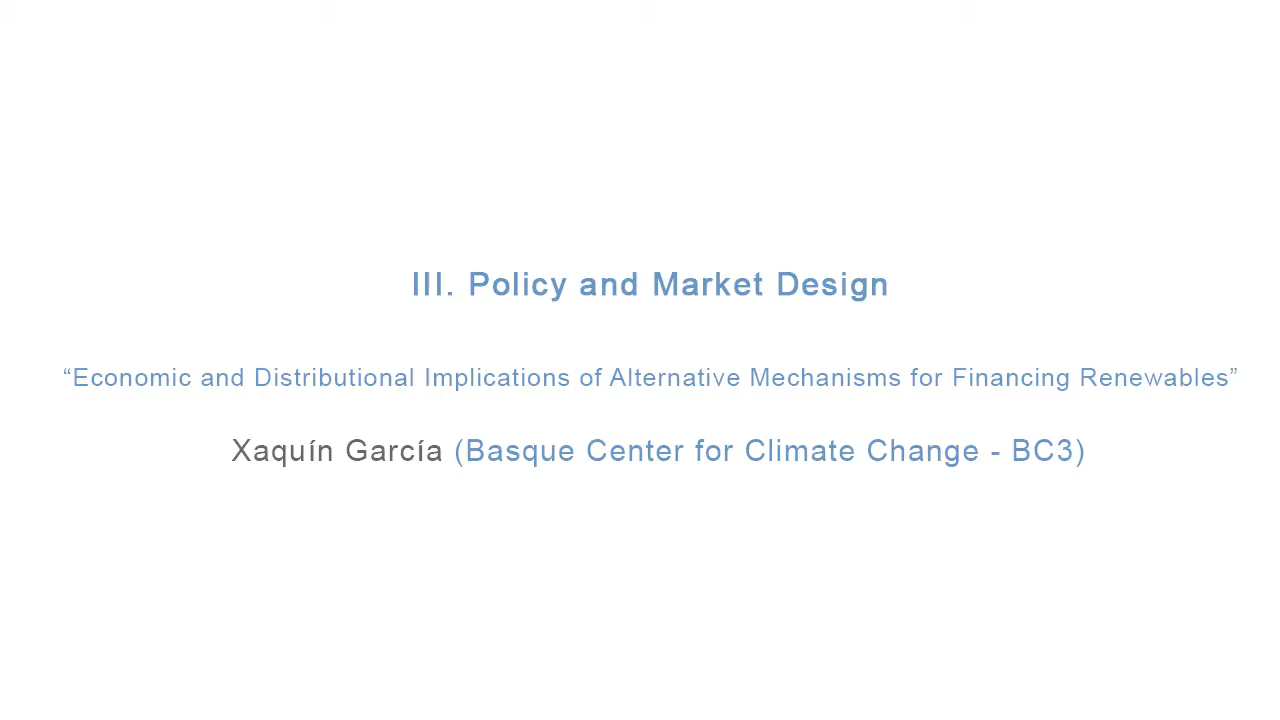 III. Policy and Market Design
“Economic and Distributional Implications of Alternative Mechanisms for Financing Renewables”
Xaquín García (Basque Center for Climate Change - BC3)